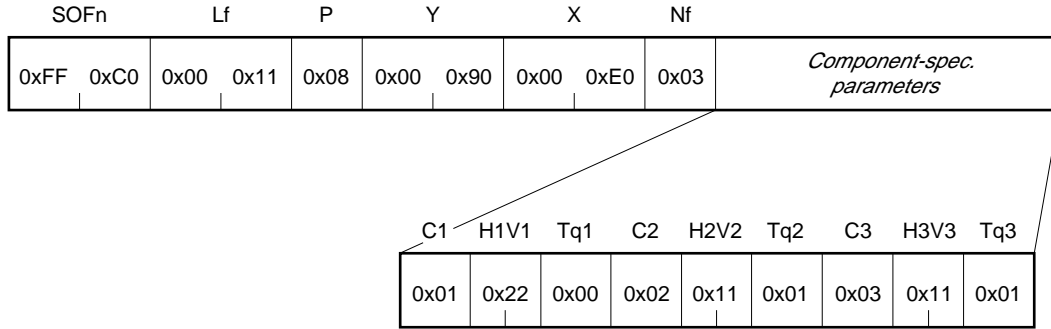 SOFn Lf P Y X Nf
0xFF 0xC0 0x00 0x11 0x08 0x00 0x90 0x00 0xE0 0x03 Component-spec.
parameters
C1 H1V1 Tq1 C2 H2V2 Tq2 C3 H3V3 Tq3
0x01 0x22 0x00 0x02 0x11 0x01 0x03 0x11 0x01